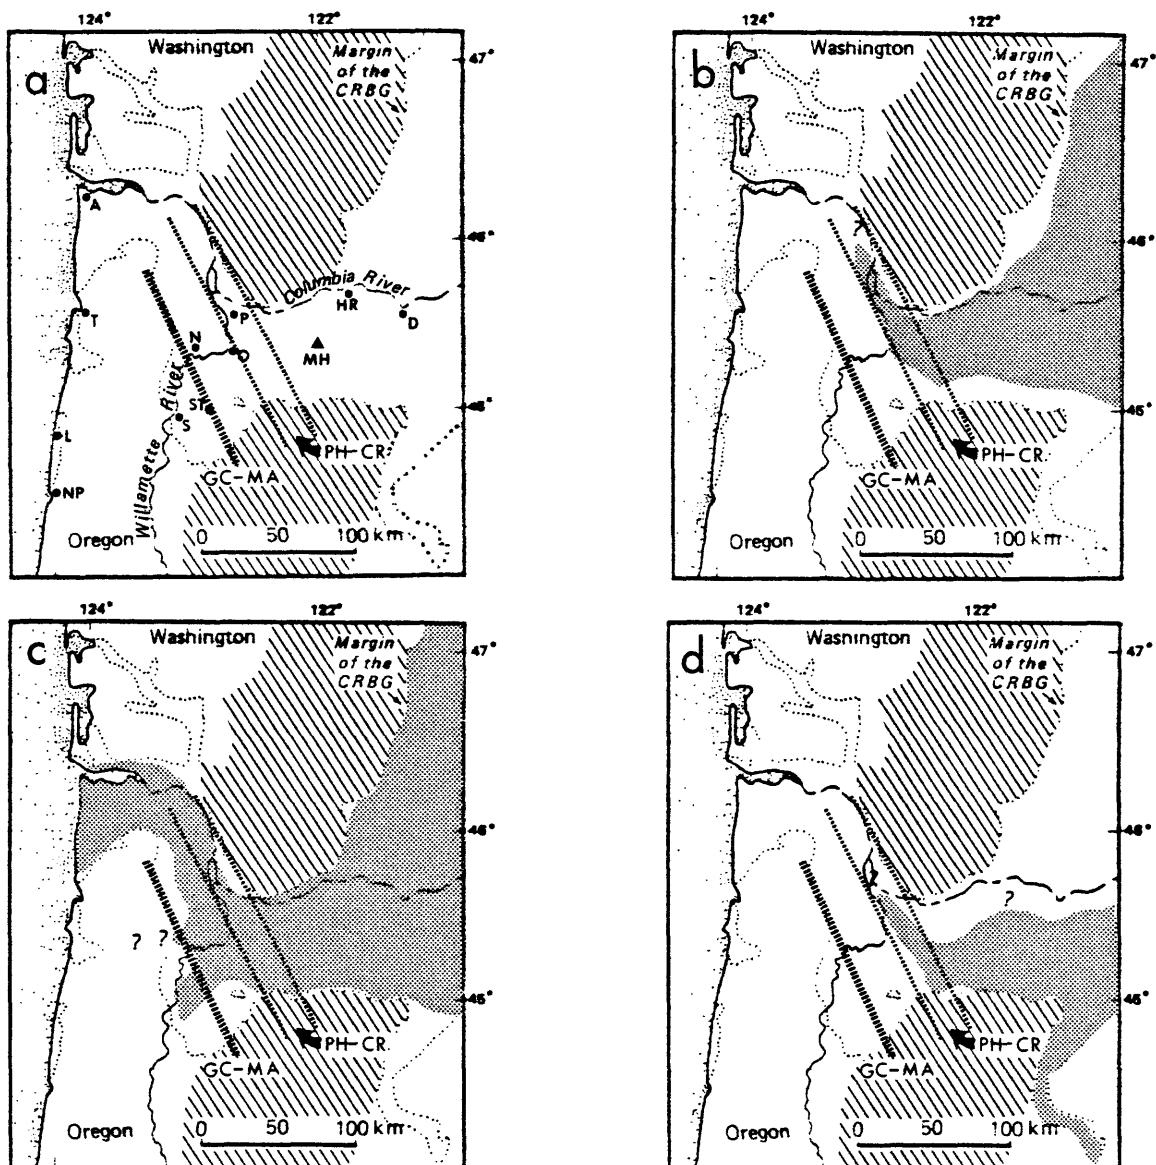 124° 122°
a
Washington
Margin
of the
CRBG
47°
46°
45°
A
T
L
NP
Columbia River
HR
D
P
N
O
MH
ST
S
Willamette River
PH-CR
GC-MA
Oregon
0 50 100 km
124° 122°
b
Washington
Margin
of the
CRBG
47°
46°
45°
?
PH-CR
GC-MA
Oregon
0 50 100 km
124° 122°
c
Washington
Margin
of the
CRBG
47°
46°
45°
? ?
PH-CR
GC-MA
Oregon
0 50 100 km
124° 122°
d
Washington
Margin
of the
CRBG
47°
46°
45°
?
PH-CR
GC-MA
Oregon
0 50 100 km